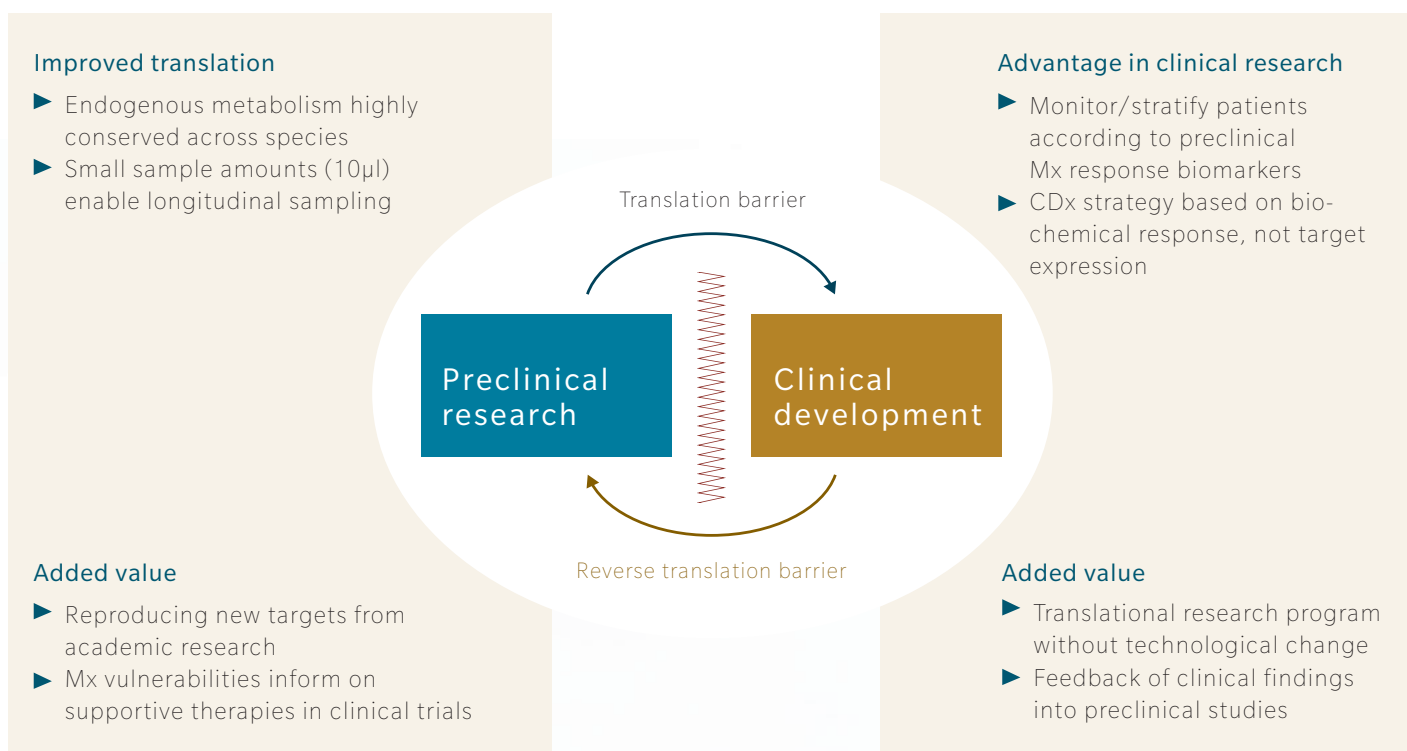 Improved translation
Endogenous metabolism highly
conserved across species
Small sample amounts (10µl)
enable longitudinal sampling
Advantage in clinical research
Monitor/stratify patients
according to preclinical
Mx response biomarkers
CDx strategy based on bio-
chemical response, not target
expression
Translation barrier
Preclinical
research
Clinical
development
Reverse translation barrier
Added value
Reproducing new targets from
academic research
Mx vulnerabilities inform on
supportive therapies in clinical trials
Added value
Translational research program
without technological change
Feedback of clinical findings
into preclinical studies